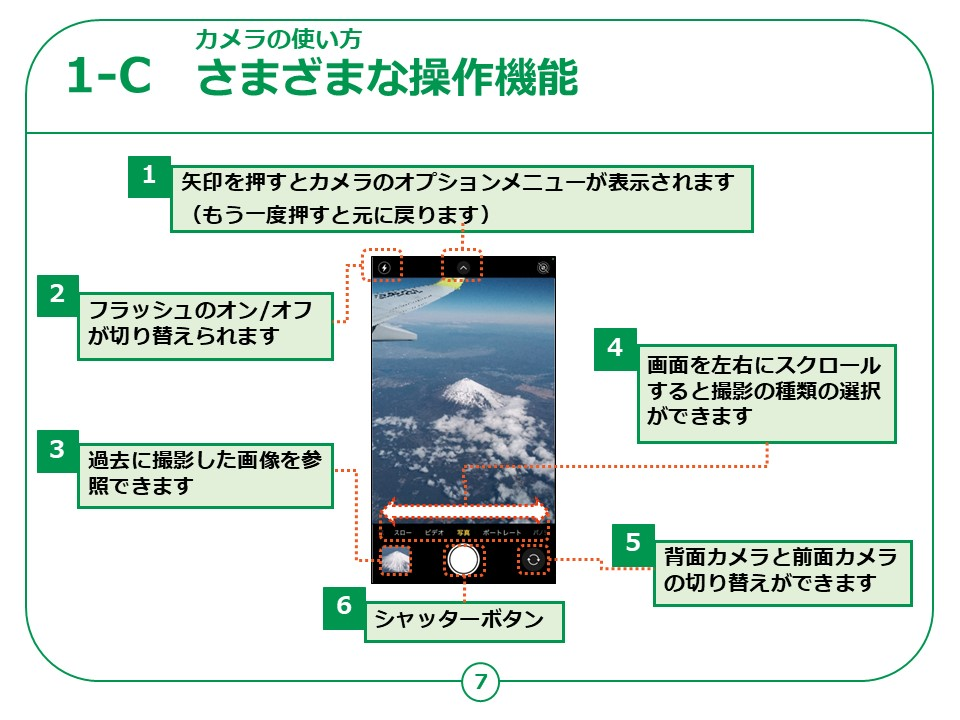 カメラの使い方
1-C さまざまな操作機能
1
矢印を押すとカメラのオプションメニューが表示されます
（もう一度押すと元に戻ります）
2
フラッシュのオン/オフ
が切り替えられます
3
過去に撮影した画像を参
照できます
4
画面を左右にスクロール
すると撮影の種類の選択
ができます
スロー ビデオ 写真 ポートレート パノ
5
背面カメラと前面カメラ
の切り替えができます
6
シャッターボタン
7